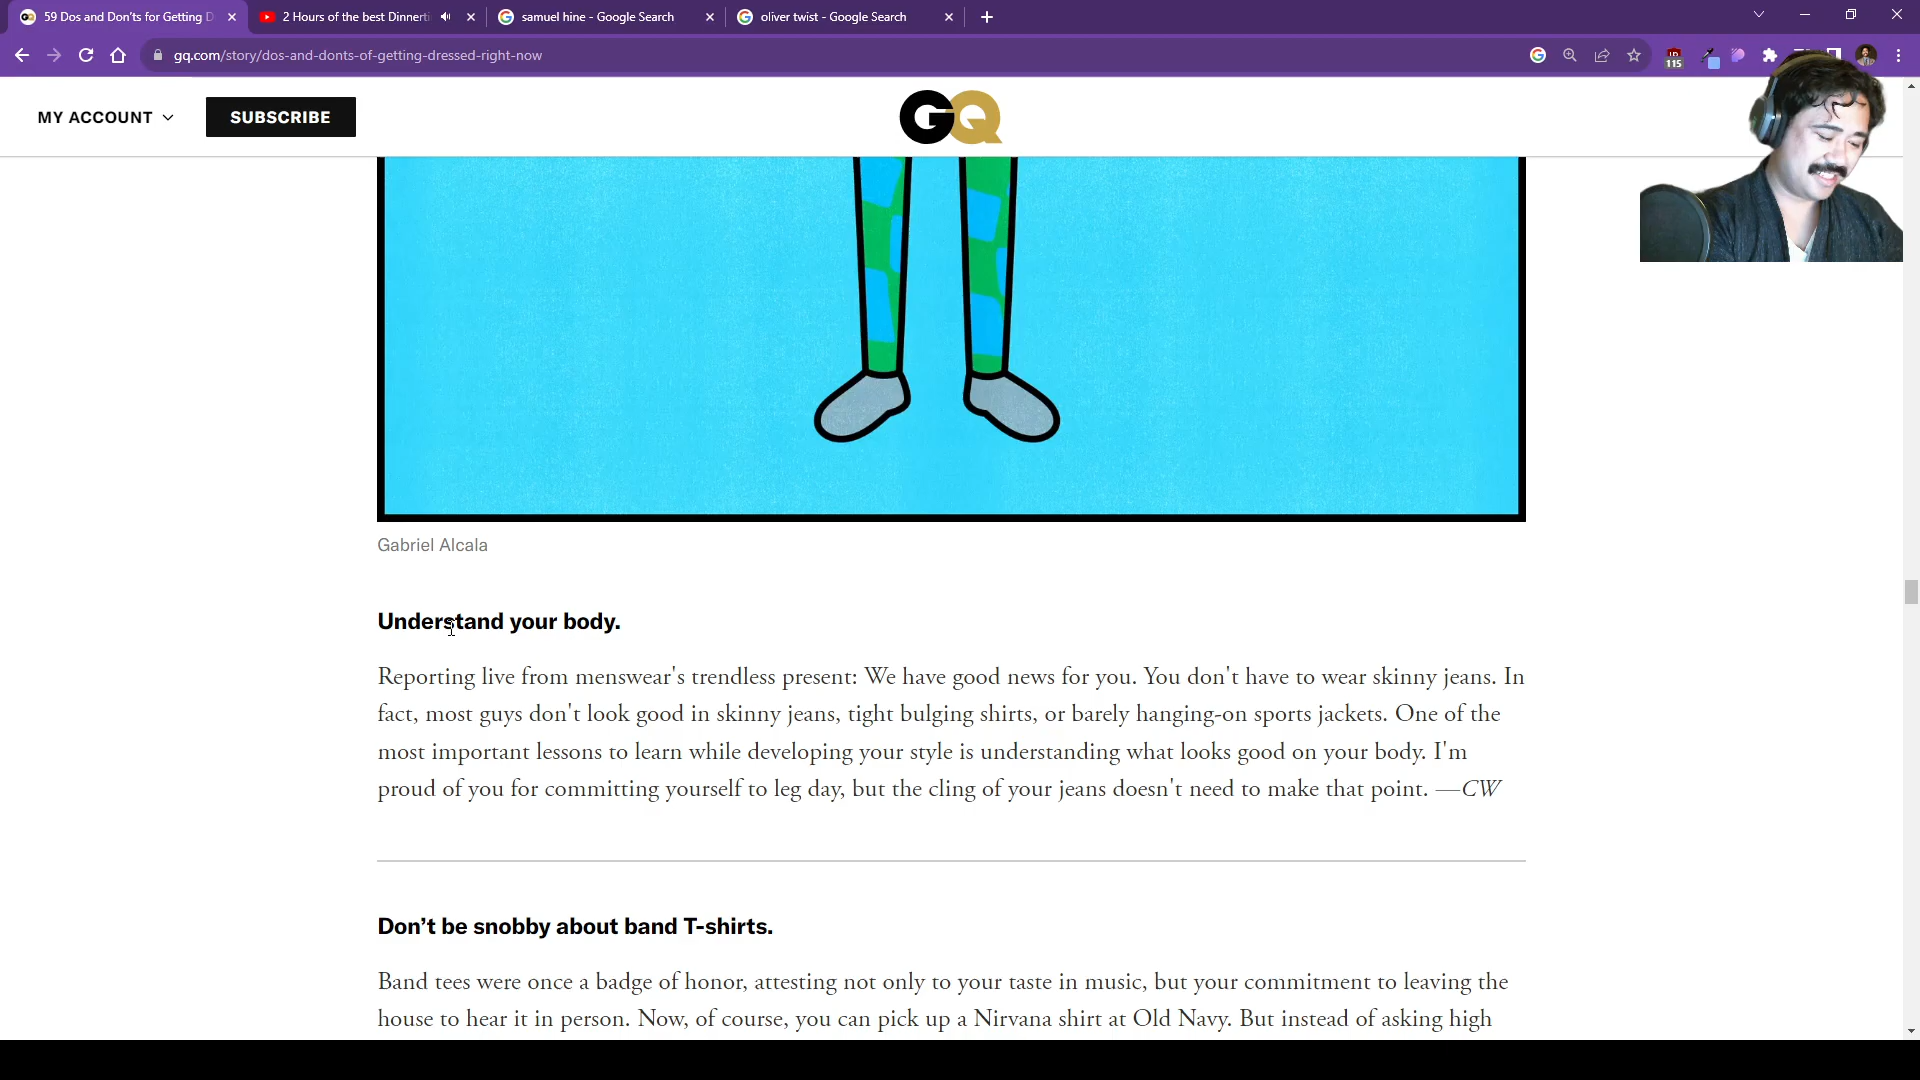 59 Dos and Don'ts for Getting D
2 Hours of the best Dinnerti
samuel hine - Google Search
oliver twist - Google Search
gq.com/story/dos-and-donts-of-getting-dressed-right-now
115
MY ACCOUNT
SUBSCRIBE
GQ
Gabriel Alcala
Understand your body.
Reporting live from menswear's trendless present: We have good news for you. You don't have to wear skinny jeans. In
fact, most guys don't look good in skinny jeans, tight bulging shirts, or barely hanging-on sports jackets. One of the
most important lessons to learn while developing your style is understanding what looks good on your body. I'm
proud of you for committing yourself to leg day, but the cling of your jeans doesn't need to make that point. —CW
Don’t be snobby about band T-shirts.
Band tees were once a badge of honor, attesting not only to your taste in music, but your commitment to leaving the
house to hear it in person. Now, of course, you can pick up a Nirvana shirt at Old Navy. But instead of asking high